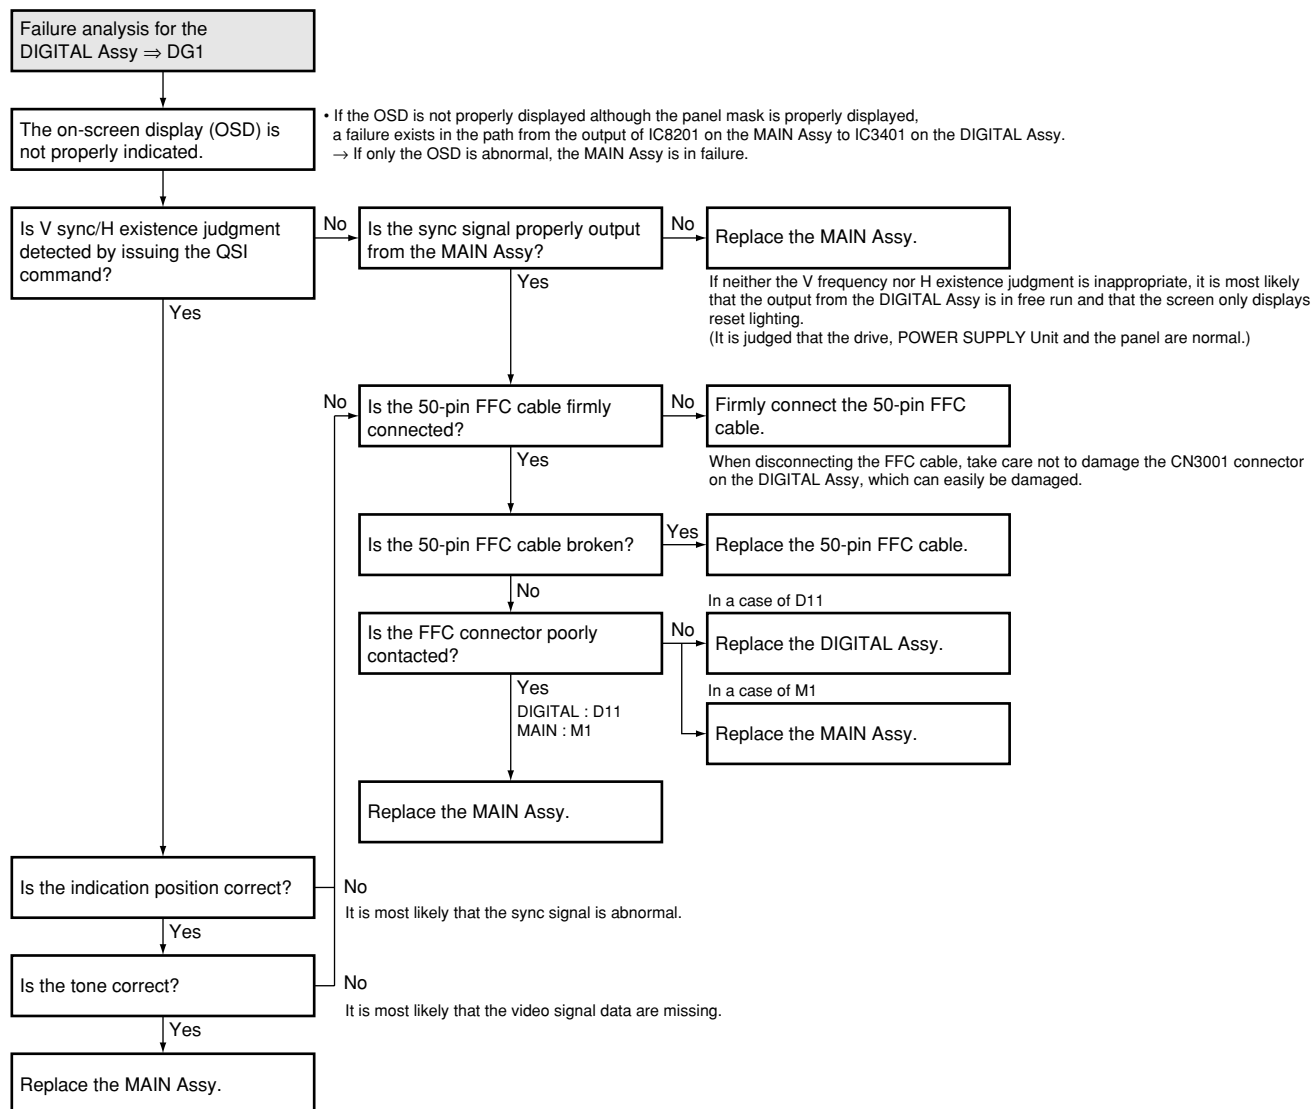 Failure analysis for the
DIGITAL Assy ⇒ DG1
The on-screen display (OSD) is
not properly indicated.
• If the OSD is not properly displayed although the panel mask is properly displayed,
a failure exists in the path from the output of IC8201 on the MAIN Assy to IC3401 on the DIGITAL Assy.
→ If only the OSD is abnormal, the MAIN Assy is in failure.
Is V sync/H existence judgment
detected by issuing the QSI
command?
No
Is the sync signal properly output
from the MAIN Assy?
No
Replace the MAIN Assy.
If neither the V frequency nor H existence judgment is inappropriate, it is most likely
that the output from the DIGITAL Assy is in free run and that the screen only displays
reset lighting.
(It is judged that the drive, POWER SUPPLY Unit and the panel are normal.)
Yes
Yes
No
Is the 50-pin FFC cable firmly
connected?
No
Firmly connect the 50-pin FFC
cable.
When disconnecting the FFC cable, take care not to damage the CN3001 connector
on the DIGITAL Assy, which can easily be damaged.
Yes
Is the 50-pin FFC cable broken?
Yes
Replace the 50-pin FFC cable.
No
Is the FFC connector poorly
contacted?
No
In a case of D11
Replace the DIGITAL Assy.
In a case of M1
Replace the MAIN Assy.
Yes
DIGITAL : D11
MAIN : M1
Replace the MAIN Assy.
Is the indication position correct?
No
It is most likely that the sync signal is abnormal.
Yes
Is the tone correct?
No
It is most likely that the video signal data are missing.
Yes
Replace the MAIN Assy.